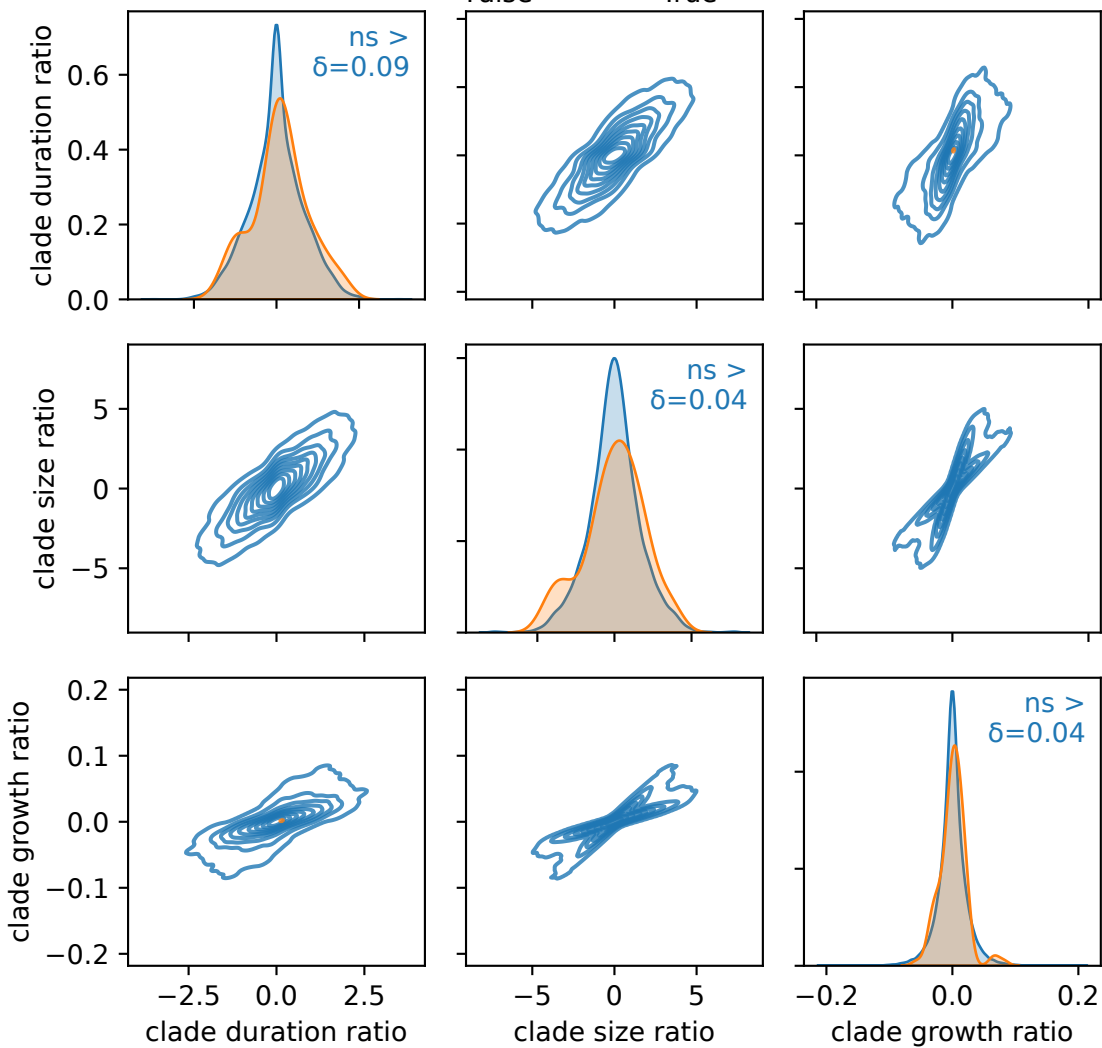 clade duration ratio
0.6
0.4
0.2
0.0
ns >
δ=0.09
clade size ratio
5
0
−5
ns >
δ=0.04
clade growth ratio
0.2
0.1
0.0
−0.1
−0.2
ns >
δ=0.04
−2.5 0.0 2.5
−5 0 5
−0.2 0.0 0.2
clade duration ratio
clade size ratio
clade growth ratio